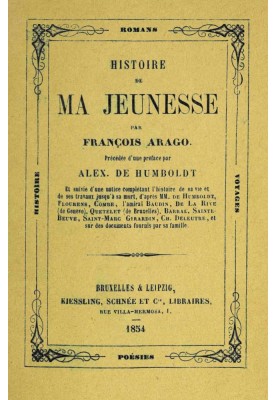 ROMANS
HISTOIRE
DE
MA JEUNESSE
PAR
FRANÇOIS ARAGO.
Précédée d'une préface par
ALEX. DE HUMBOLDT
Et suivie d'une notice complétant l'histoire de sa vie et
de ses travaux jusqu'à sa mort, d'après MM. DE HUMBOLDT,
FLOURENS, COMBE, l'amiral BAUDIN, DE LA RIVE
(de Genève), QUETELET (de Bruxelles), BARRAL, SAINTE-
BEUVE, SAINT-MARC GIRARDIN, CH. DELEUTRE, et
sur des documents fournis par sa famille.
BRUXELLES & LEIPZIG,
KIESSLING, SCHNÉE ET Cie, LIBRAIRES,
RUE VILLA-HERMOSA, 1.
1854
HISTOIRE
VOYAGES
POÉSIES